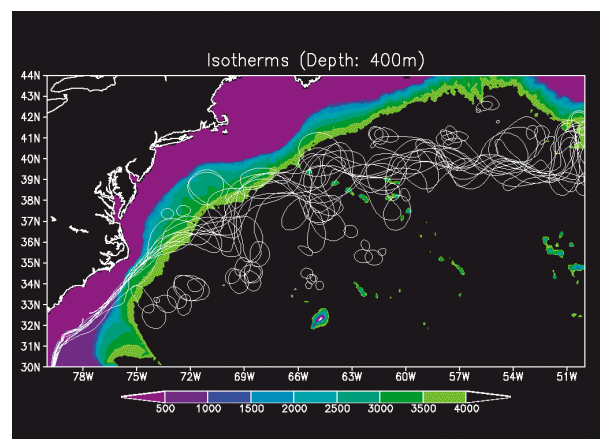 Isotherms (Depth: 400m)
44N
43N
42N
41N
40N
39N
38N
37N
36N
35N
34N
33N
32N
31N
30N
78W 75W 72W 69W 66W 63W 60W 57W 54W 51W
500 1000 1500 2000 2500 3000 3500 4000